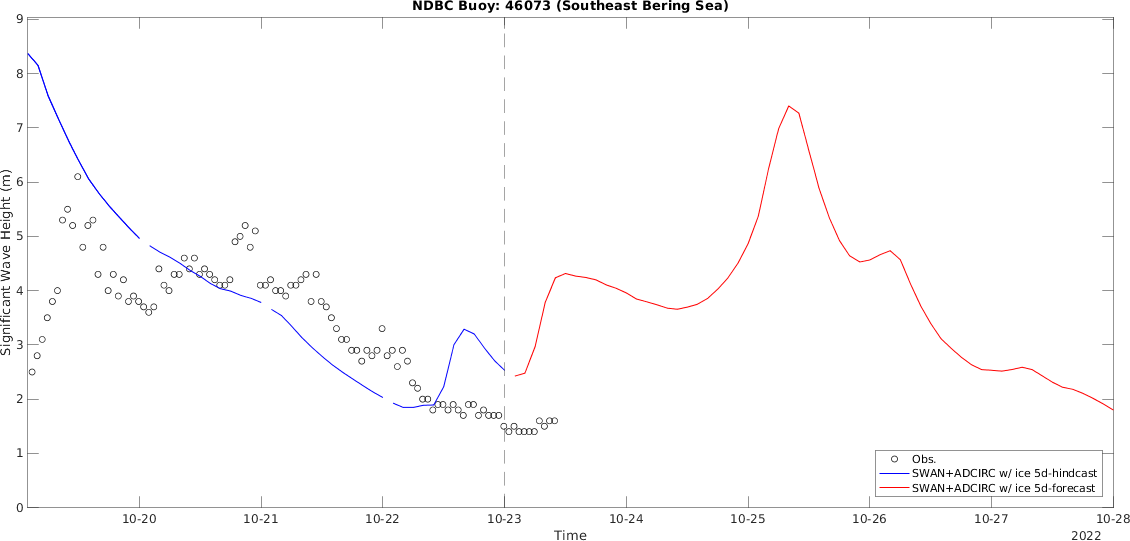 NDBC Buoy: 46073 (Southeast Bering Sea)
9
8
7
6
5
4
3
2
1
0
Significant Wave Height (m)
Obs.
SWAN+ADCIRC w/ ice 5d-hindcast
SWAN+ADCIRC w/ ice 5d-forecast
10-20 10-21 10-22 10-23 10-24 10-25 10-26 10-27 10-28
Time
2022